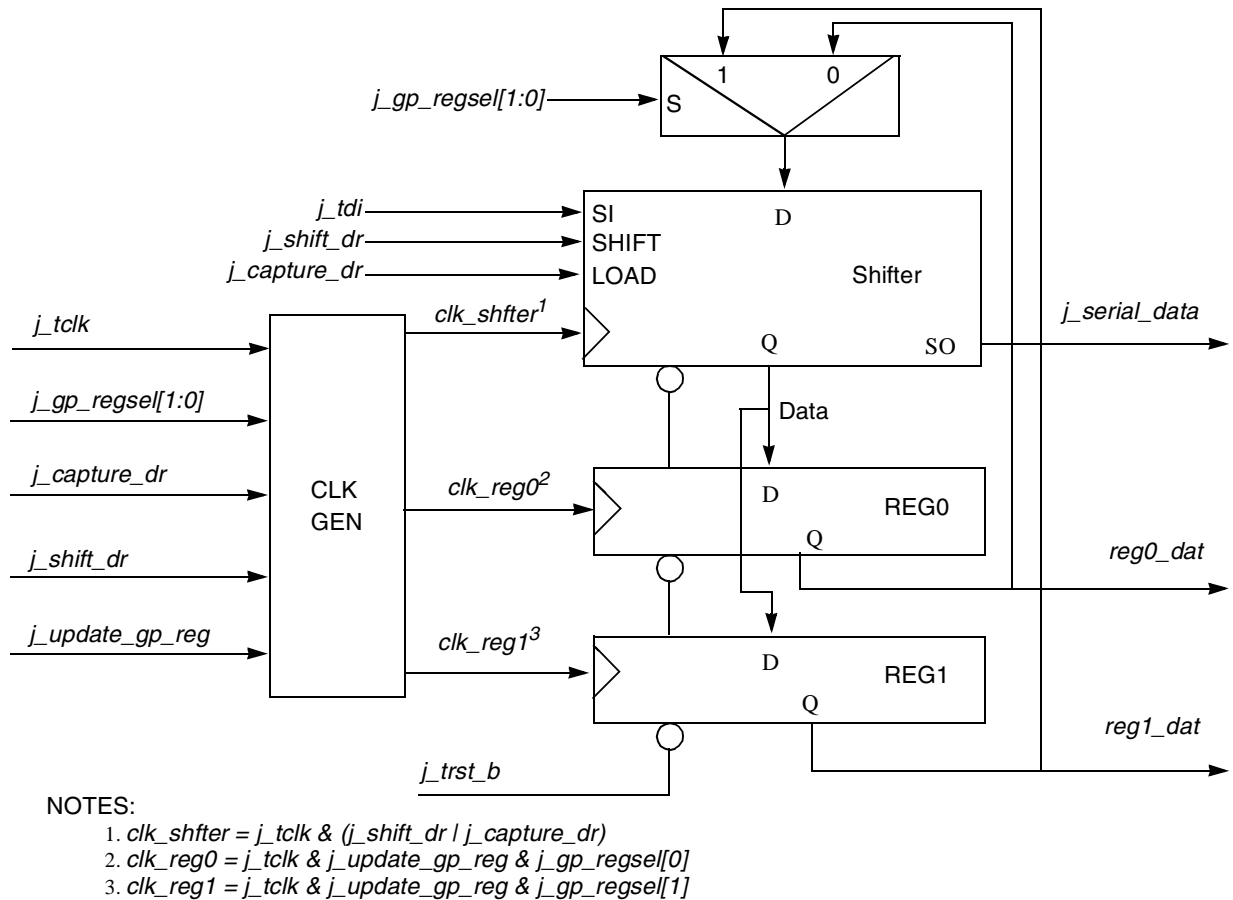 1 0
j_gp_regsel[1:0]
S
j_tdi
SI
D
j_shift_dr
SHIFT
j_capture_dr
LOAD
Shifter
j_tclk
clk_shfter1
j_serial_data
Q
SO
j_gp_regsel[1:0]
Data
j_capture_dr
CLK
GEN
clk_reg02
D
REG0
Q
j_shift_dr
reg0_dat
j_update_gp_reg
clk_reg13
D
REG1
Q
reg1_dat
j_trst_b
NOTES:
1. clk_shfter = j_tclk & (j_shift_dr | j_capture_dr)
2. clk_reg0 = j_tclk & j_update_gp_reg & j_gp_regsel[0]
3. clk_reg1 = j_tclk & j_update_gp_reg & j_gp_regsel[1]